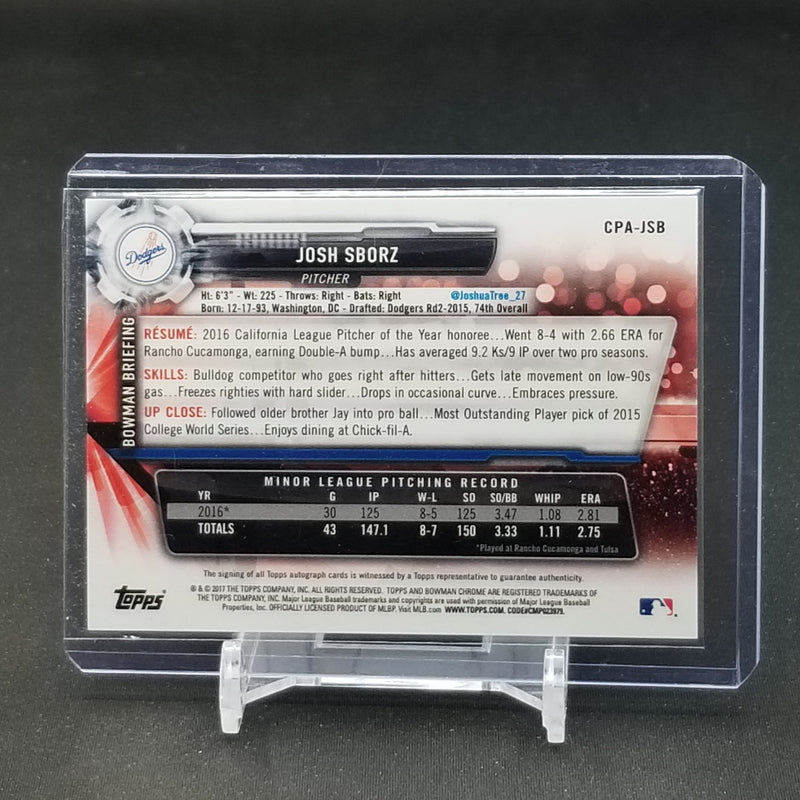 CPA-JSB
Dodgers
JOSH SBORZ
PITCHER
Ht: 6'3" - Wt: 225 - Throws: Right - Bats: Right @JoshuaTree_27
Born: 12-17-93, Washington, DC - Drafted: Dodgers Rd2-2015, 74th Overall
BOWMAN BRIEFING
RÉSUMÉ: 2016 California League Pitcher of the Year honoree...Went 8-4 with 2.66 ERA for
Rancho Cucamonga, earning Double-A bump...Has averaged 9.2 Ks/9 IP over two pro seasons.
SKILLS: Bulldog competitor who goes right after hitters...Gets late movement on low-90s
gas...Freezes righties with hard slider...Drops in occasional curve...Embraces pressure.
UP CLOSE: Followed older brother Jay into pro ball...Most Outstanding Player pick of 2015
College World Series...Enjoys dining at Chick-fil-A.
MINOR LEAGUE PITCHING RECORD
YR G IP W-L SO SO/BB WHIP ERA
2016* 30 125 8-5 125 3.47 1.08 2.81
TOTALS 43 147.1 8-7 150 3.33 1.11 2.75
*Played at Rancho Cucamonga and Tulsa
The signing of all Topps autograph cards is witnessed by a Topps representative to guarantee authenticity.
Topps
® & © 2017 THE TOPPS COMPANY, INC. ALL RIGHTS RESERVED. TOPPS AND BOWMAN CHROME ARE REGISTERED TRADEMARKS OF
THE TOPPS COMPANY, INC. Major League Baseball trademarks and copyrights are used with permission of Major League Baseball
Properties, Inc. OFFICIALLY LICENSED PRODUCT OF MLBP. Visit MLB.com WWW.TOPPS.COM. CODE#CMP023979.